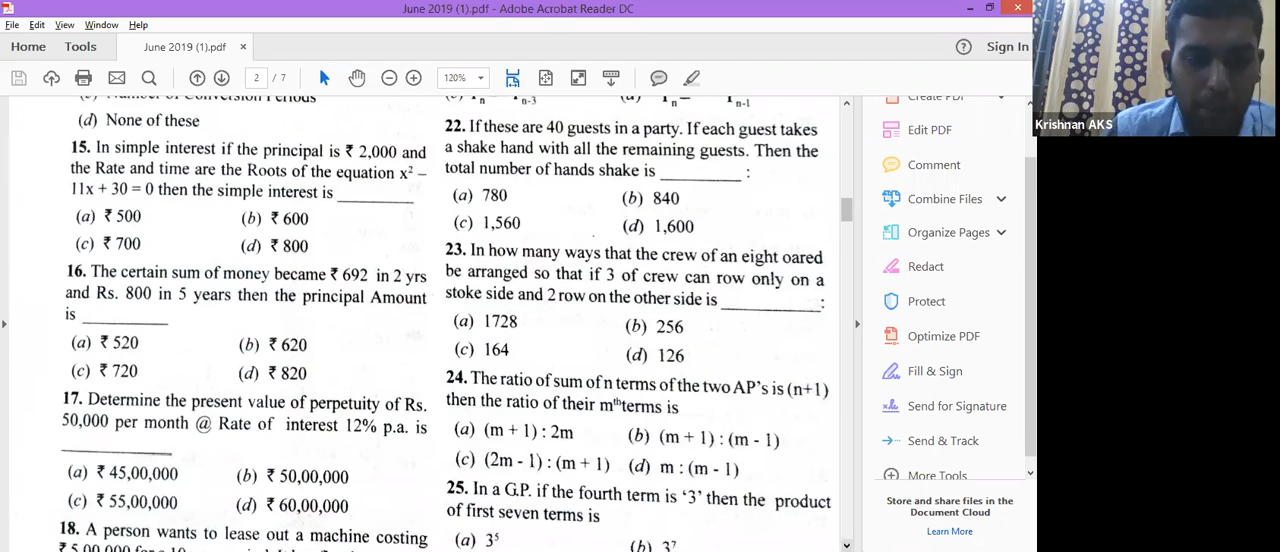 June 2019 (1).pdf - Adobe Acrobat Reader DC
File Edit View Window Help
Home Tools June 2019 (1).pdf × Sign In
2 / 7 120%
(d) None of these
15. In simple interest if the principal is ₹ 2,000 and
the Rate and time are the Roots of the equation x² –
11x + 30 = 0 then the simple interest is ________
(a) ₹ 500 (b) ₹ 600
(c) ₹ 700 (d) ₹ 800
16. The certain sum of money became ₹ 692 in 2 yrs
and Rs. 800 in 5 years then the principal Amount
is ________
(a) ₹ 520 (b) ₹ 620
(c) ₹ 720 (d) ₹ 820
17. Determine the present value of perpetuity of Rs.
50,000 per month @ Rate of interest 12% p.a. is
________
(a) ₹ 45,00,000 (b) ₹ 50,00,000
(c) ₹ 55,00,000 (d) ₹ 60,00,000
18. A person wants to lease out a machine costing
22. If these are 40 guests in a party. If each guest takes
a shake hand with all the remaining guests. Then the
total number of hands shake is ________ :
(a) 780 (b) 840
(c) 1,560 (d) 1,600
23. In how many ways that the crew of an eight oared
be arranged so that if 3 of crew can row only on a
stoke side and 2 row on the other side is ________ :
(a) 1728 (b) 256
(c) 164 (d) 126
24. The ratio of sum of n terms of the two AP's is (n+1)
then the ratio of their mᵗʰterms is
(a) (m + 1) : 2m (b) (m + 1) : (m - 1)
(c) (2m - 1) : (m + 1) (d) m : (m - 1)
25. In a G.P. if the fourth term is '3' then the product
of first seven terms is
(a) 3⁵ (b) 3⁷
Create PDF
Edit PDF
Comment
Combine Files
Organize Pages
Redact
Protect
Optimize PDF
Fill & Sign
Send for Signature
Send & Track
More Tools
Store and share files in the
Document Cloud
Learn More
Krishnan AKS